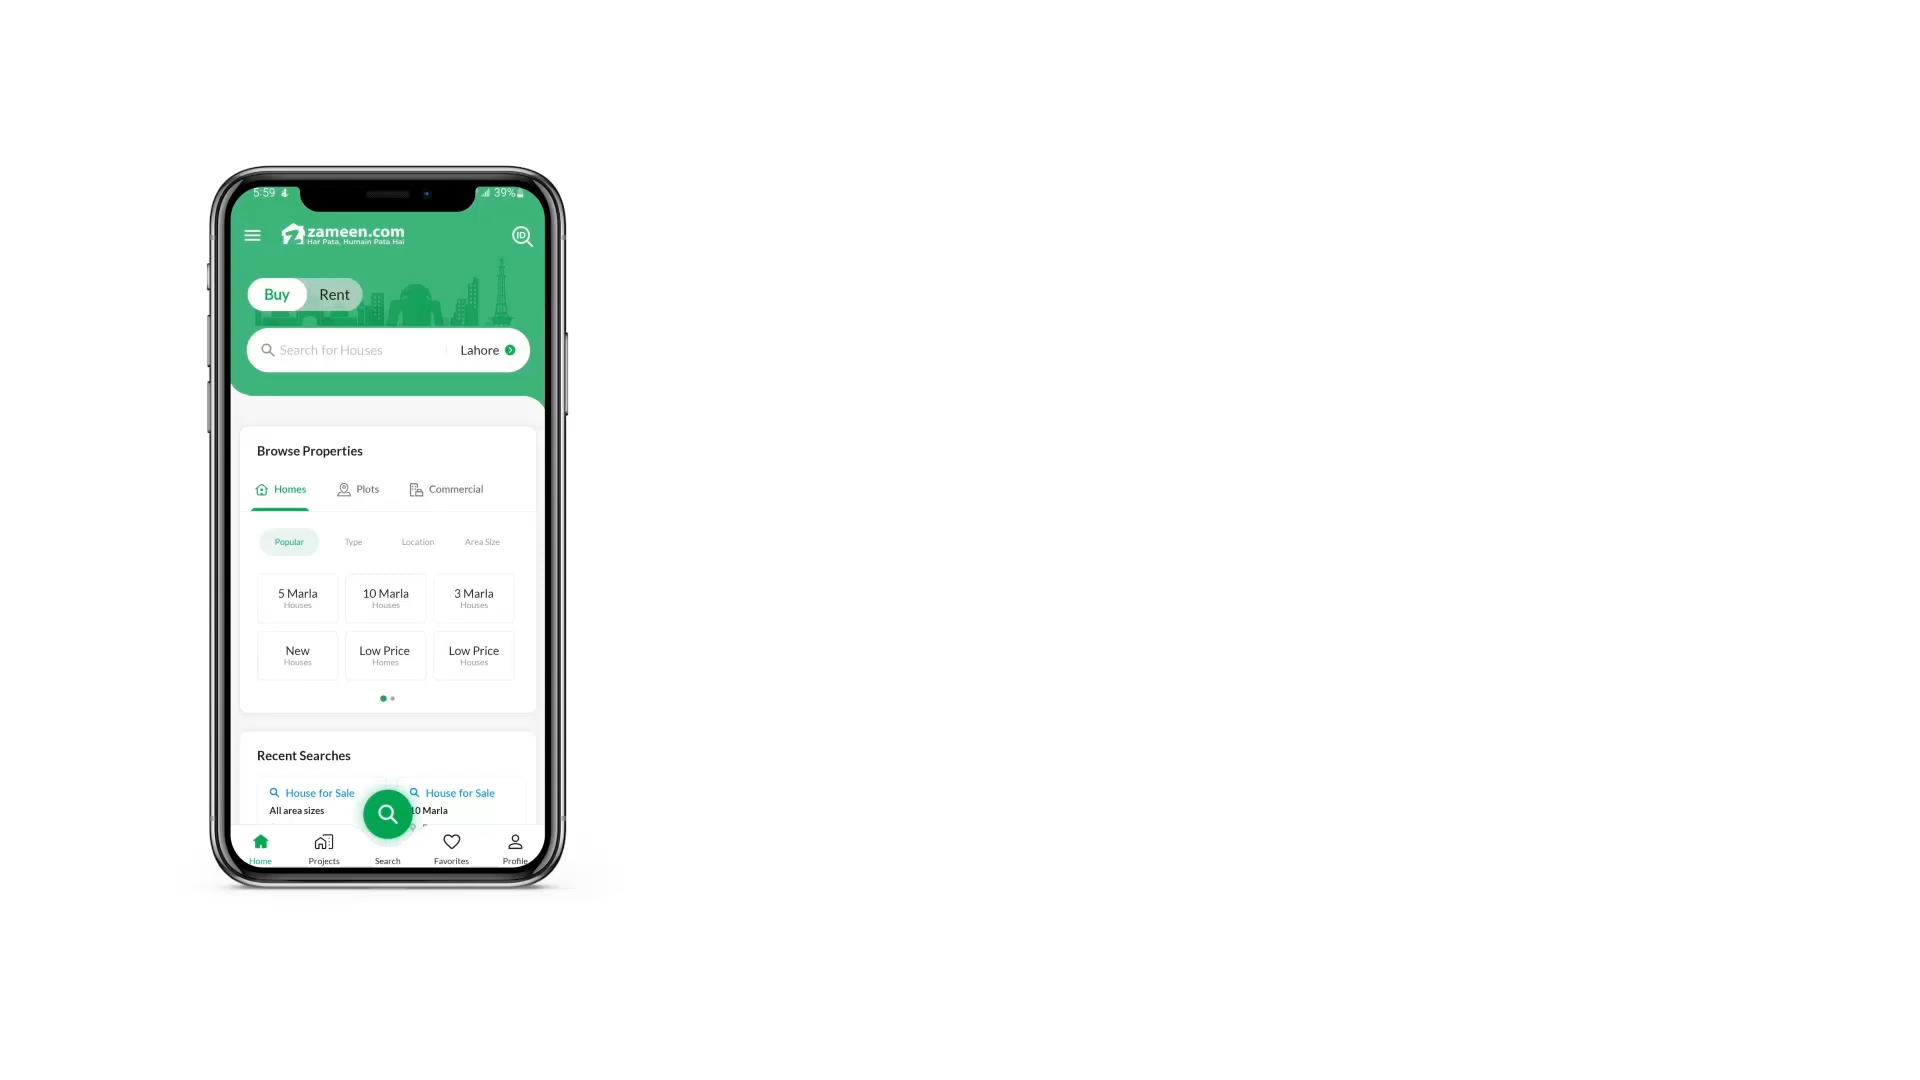 5:59
39%
zameen.com
Har Pata, Humain Pata Hai
ID
Buy
Rent
Search for Houses
Lahore
Browse Properties
Homes
Plots
Commercial
Popular
Type
Location
Area Size
5 Marla
Houses
10 Marla
Houses
3 Marla
Houses
New
Houses
Low Price
Homes
Low Price
Houses
Recent Searches
House for Sale
All area sizes
House for Sale
10 Marla
Home
Projects
Search
Favorites
Profile